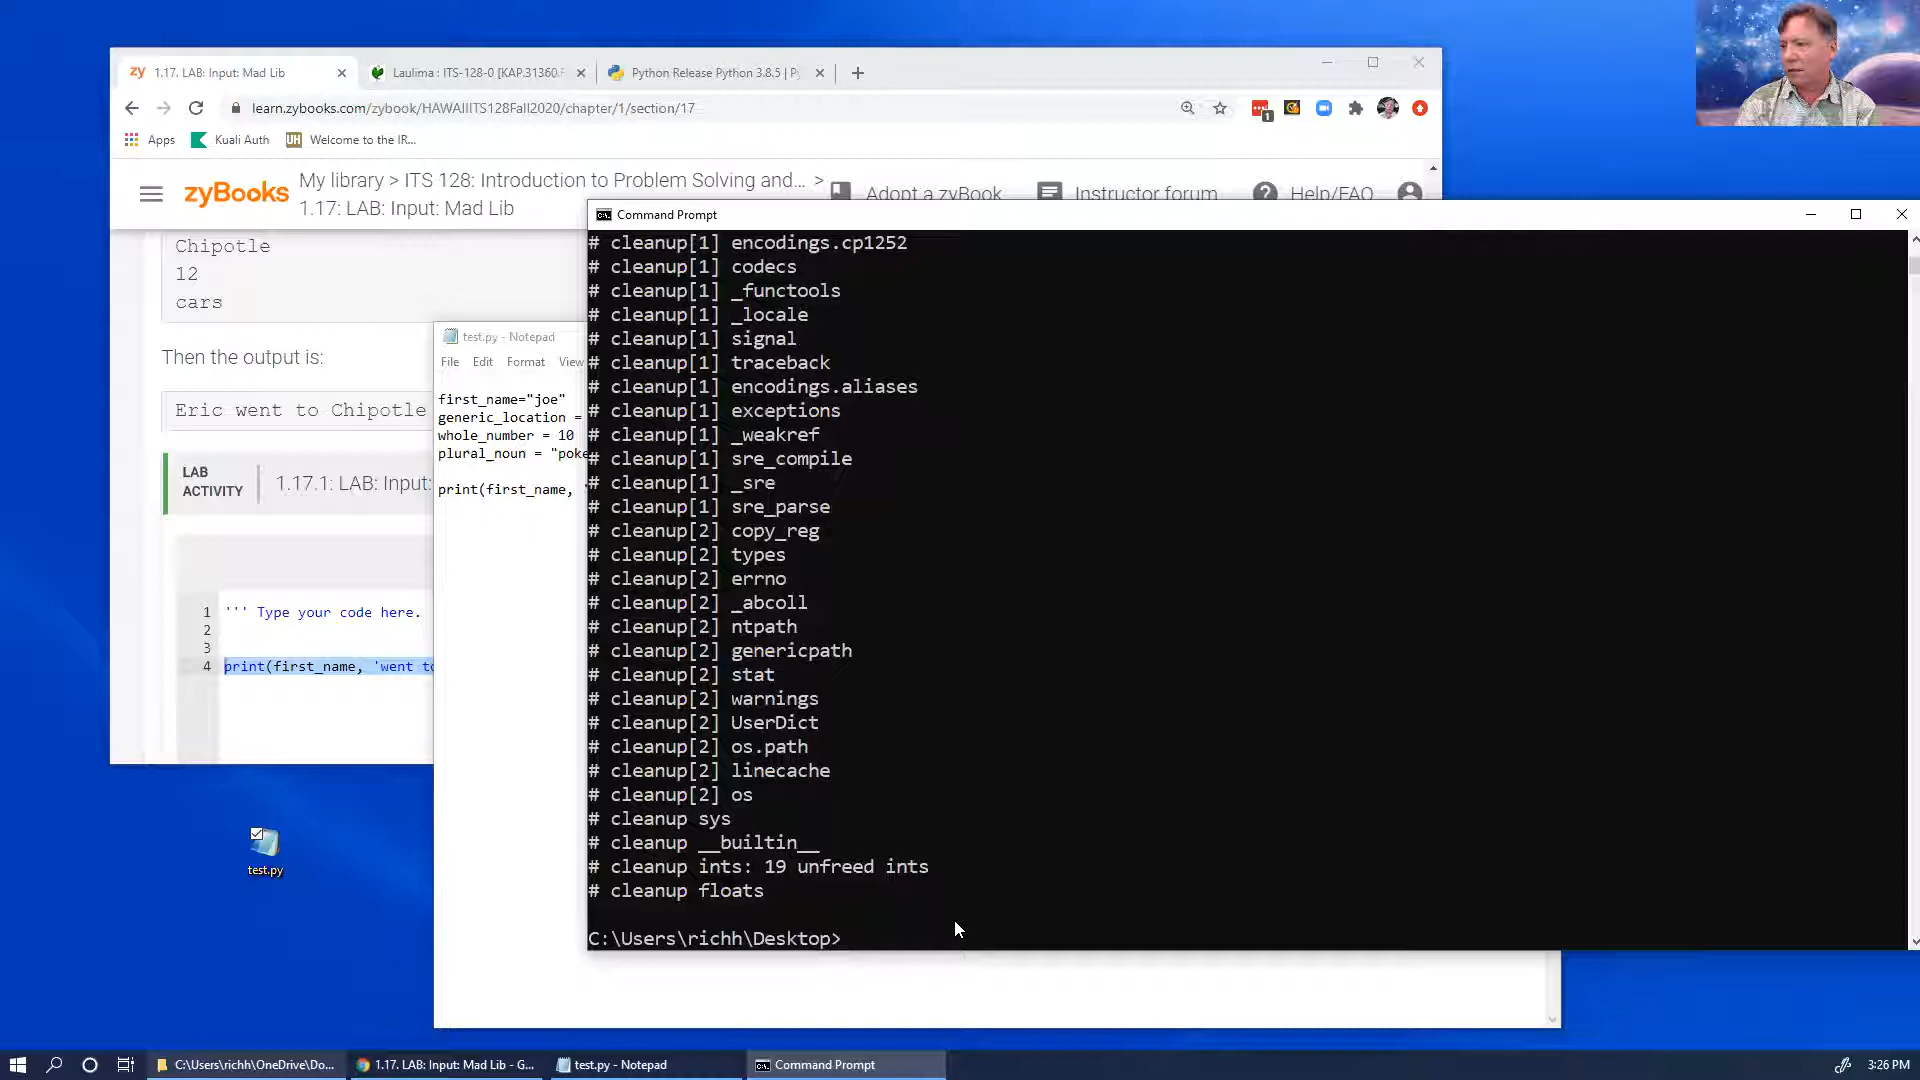 1.17. LAB: Input: Mad Lib
Laulima : ITS-128-0 [KAP.31360.F
Python Release Python 3.8.5 | Py
learn.zybooks.com/zybook/HAWAIIITS128Fall2020/chapter/1/section/17
Apps
Kuali Auth
UH Welcome to the IR...
zyBooks
My library > ITS 128: Introduction to Problem Solving and... >
1.17: LAB: Input: Mad Lib
Adopt a zyBook
Instructor forum
Help/FAQ
Chipotle
12
cars
Then the output is:
Eric went to Chipotle
LAB
ACTIVITY
1.17.1: LAB: Input:
1 ''' Type your code here.
2
3
4 print(first_name, 'went to
test.py - Notepad
File Edit Format View
first_name="joe"
generic_location =
whole_number = 10
plural_noun = "poke
print(first_name, '
Command Prompt
# cleanup[1] encodings.cp1252
# cleanup[1] codecs
# cleanup[1] _functools
# cleanup[1] _locale
# cleanup[1] signal
# cleanup[1] traceback
# cleanup[1] encodings.aliases
# cleanup[1] exceptions
# cleanup[1] _weakref
# cleanup[1] sre_compile
# cleanup[1] _sre
# cleanup[1] sre_parse
# cleanup[2] copy_reg
# cleanup[2] types
# cleanup[2] errno
# cleanup[2] _abcoll
# cleanup[2] ntpath
# cleanup[2] genericpath
# cleanup[2] stat
# cleanup[2] warnings
# cleanup[2] UserDict
# cleanup[2] os.path
# cleanup[2] linecache
# cleanup[2] os
# cleanup sys
# cleanup __builtin__
# cleanup ints: 19 unfreed ints
# cleanup floats
C:\Users\richh\Desktop>
test.py
C:\Users\richh\OneDrive\Do...
1.17. LAB: Input: Mad Lib - G...
test.py - Notepad
Command Prompt
3:26 PM